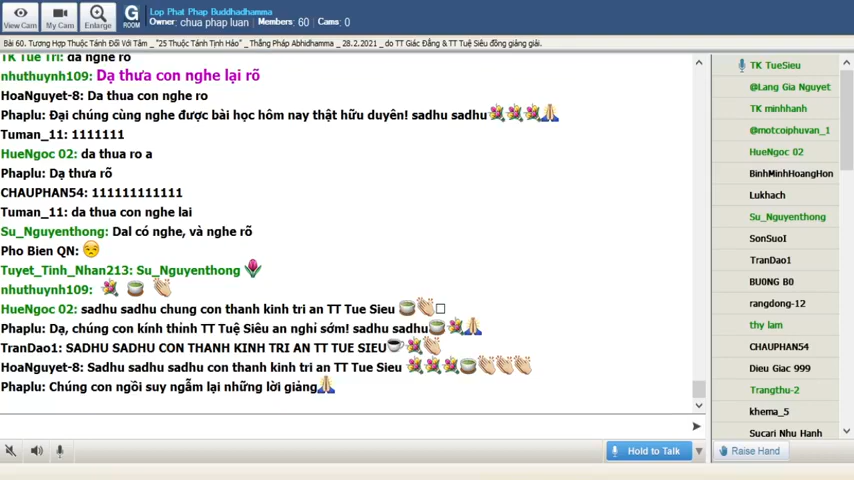 Lop Phat Phap Buddhadhamma
Owner: chua phap luan Members: 60 Cams: 0
View Cam
My Cam
Enlarge
G
ROOM
Bài 60. Tương Hợp Thuộc Tánh Đối Với Tâm _ "25 Thuộc Tánh Tịnh Hảo" _ Thắng Pháp Abhidhamma _ 28.2.2021 _ do TT Giác Đẳng & TT Tuệ Siêu đồng giảng giải.
TK Tue Tri: da nghe rõ
nhuthuynh109: Dạ thưa con nghe lại rõ
HoaNguyet-8: Da thua con nghe ro
Phaplu: Đại chúng cùng nghe được bài học hôm nay thật hữu duyên! sadhu sadhu
Tuman_11: 1111111
HueNgoc 02: da thua ro a
Phaplu: Dạ thưa rõ
CHAUPHAN54: 111111111111
Tuman_11: da thua con nghe lai
Su_Nguyenthong: Dal có nghe, và nghe rõ
Pho Bien QN:
Tuyet_Tinh_Nhan213: Su_Nguyenthong
nhuthuynh109:
HueNgoc 02: sadhu sadhu chung con thanh kinh tri an TT Tue Sieu
Phaplu: Dạ, chúng con kính thỉnh TT Tuệ Siêu an nghỉ sớm! sadhu sadhu
TranDao1: SADHU SADHU CON THANH KINH TRI AN TT TUE SIEU
HoaNguyet-8: Sadhu sadhu sadhu con thanh kinh tri an TT Tue Sieu
Phaplu: Chúng con ngồi suy ngẫm lại những lời giảng
TK TueSieu
@Lang Gia Nguyet
TK minhhanh
@motcoiphuvan_1
HueNgoc 02
BinhMinhHoangHon
Lukhach
Su_Nguyenthong
SonSuoI
TranDao1
BU0NG B0
rangdong-12
thy lam
CHAUPHAN54
Dieu Giac 999
Trangthu-2
khema_5
Sucari Nhu Hanh
Hold to Talk
Raise Hand